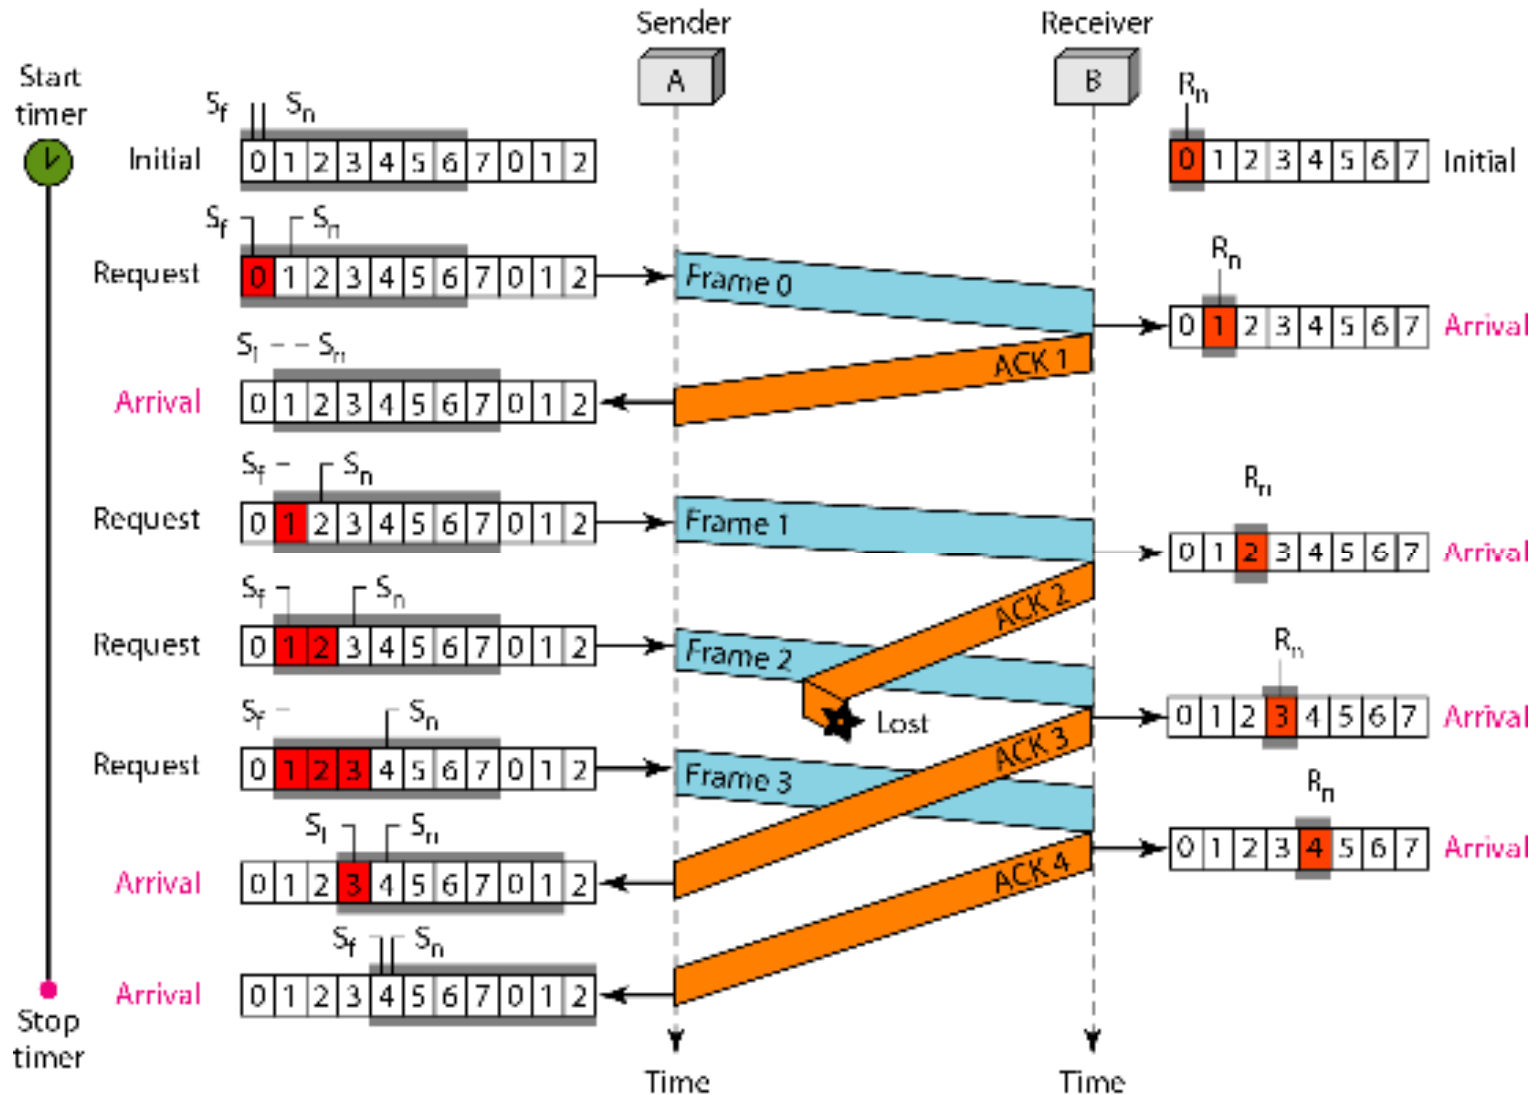 Sender
Receiver
Start
timer
A
B
Sf Sn
Rn
Initial
0 1 2 3 4 5 6 7 0 1 2
0 1 2 3 4 5 6 7
Initial
Sf Sn
Request
0 1 2 3 4 5 6 7 0 1 2
Frame 0
Rn
0 1 2 3 4 5 6 7
Arrival
Sf Sn
ACK 1
Arrival
0 1 2 3 4 5 6 7 0 1 2
Sf Sn
Request
0 1 2 3 4 5 6 7 0 1 2
Frame 1
Rn
0 1 2 3 4 5 6 7
Arrival
Sf Sn
ACK 2
Request
0 1 2 3 4 5 6 7 0 1 2
Frame 2
Rn
Sf Sn
Lost
0 1 2 3 4 5 6 7
Arrival
ACK 3
Request
0 1 2 3 4 5 6 7 0 1 2
Frame 3
Rn
Sf Sn
0 1 2 3 4 5 6 7
Arrival
ACK 4
Arrival
0 1 2 3 4 5 6 7 0 1 2
Sf Sn
Arrival
0 1 2 3 4 5 6 7 0 1 2
Stop
timer
Time
Time